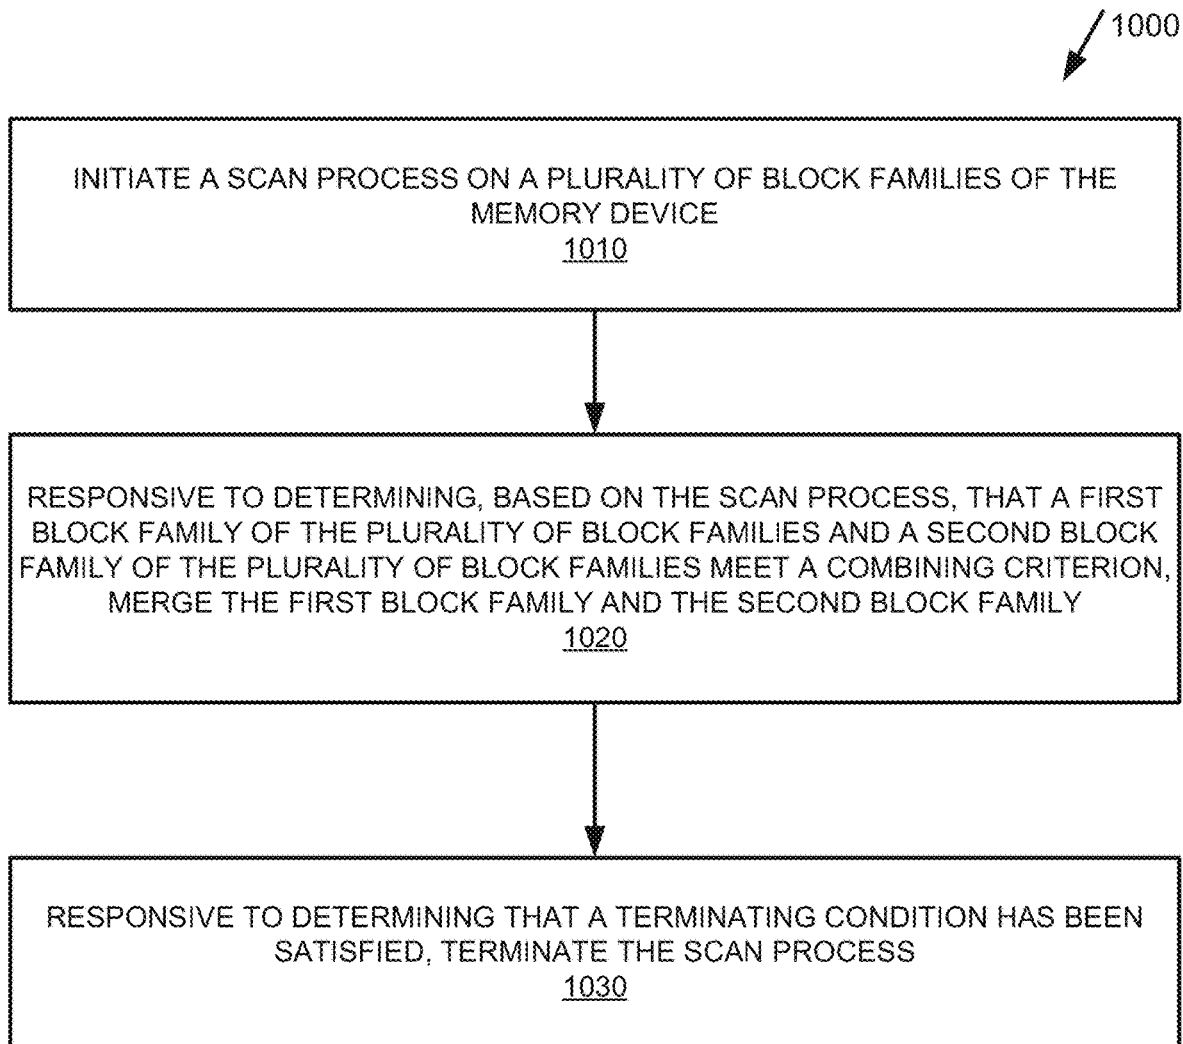 1000
INITIATE A SCAN PROCESS ON A PLURALITY OF BLOCK FAMILIES OF THE
MEMORY DEVICE
1010
RESPONSIVE TO DETERMINING, BASED ON THE SCAN PROCESS, THAT A FIRST
BLOCK FAMILY OF THE PLURALITY OF BLOCK FAMILIES AND A SECOND BLOCK
FAMILY OF THE PLURALITY OF BLOCK FAMILIES MEET A COMBINING CRITERION,
MERGE THE FIRST BLOCK FAMILY AND THE SECOND BLOCK FAMILY
1020
RESPONSIVE TO DETERMINING THAT A TERMINATING CONDITION HAS BEEN
SATISFIED, TERMINATE THE SCAN PROCESS
1030